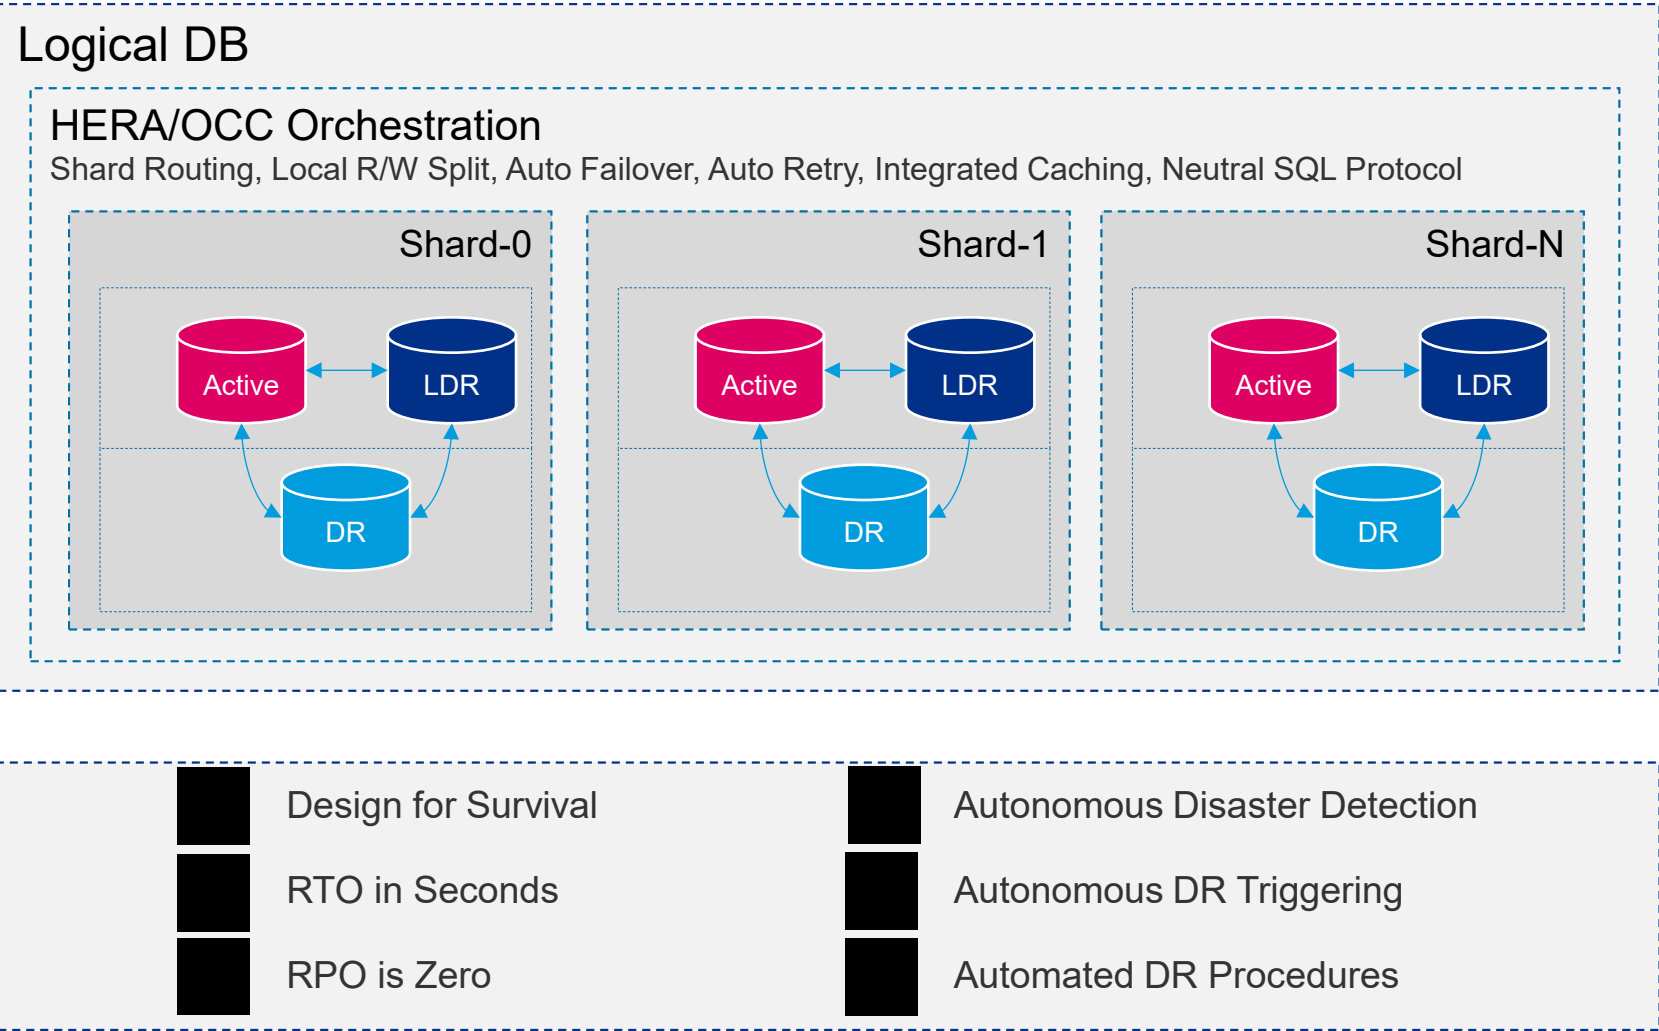 Logical DB
HERA/OCC Orchestration
Shard Routing, Local R/W Split, Auto Failover, Auto Retry, Integrated Caching, Neutral SQL Protocol
Shard-0
Active
LDR
DR
Shard-1
Active
LDR
DR
Shard-N
Active
LDR
DR
Design for Survival
RTO in Seconds
RPO is Zero
Autonomous Disaster Detection
Autonomous DR Triggering
Automated DR Procedures